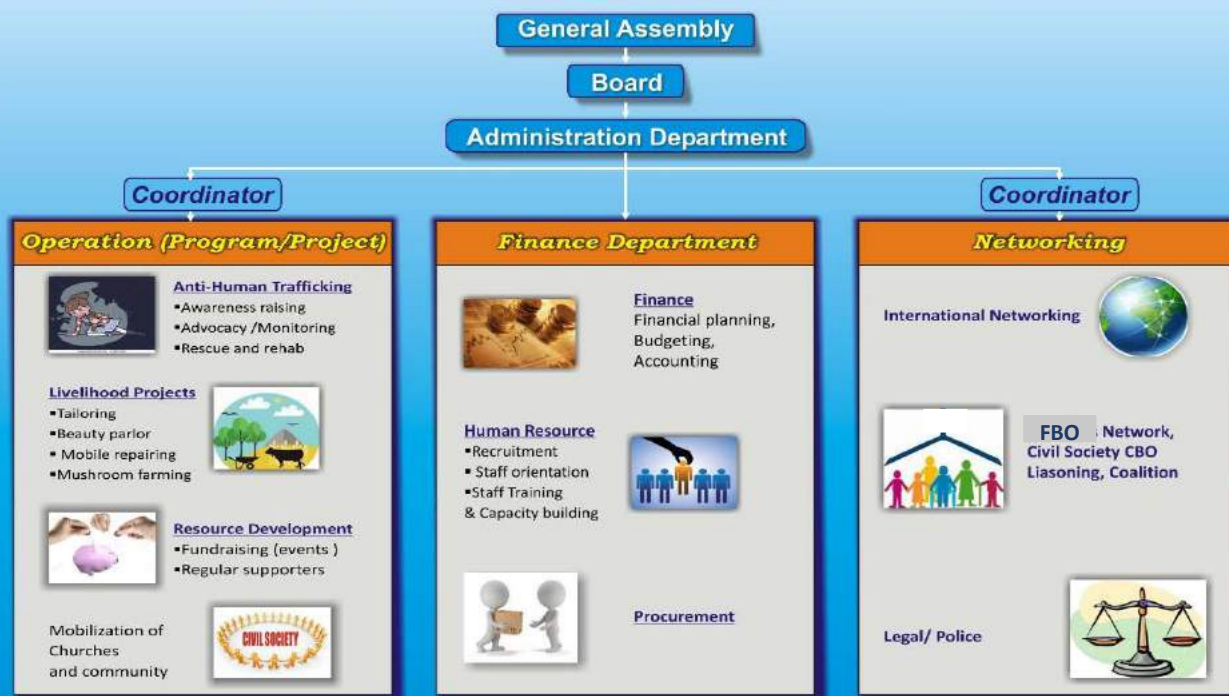 General Assembly
Board
Administration Department
Coordinator
Coordinator
Operation (Program/Project)
Anti-Human Trafficking
▪Awareness raising
▪Advocacy /Monitoring
▪Rescue and rehab
Livelihood Projects
▪Tailoring
▪Beauty parlor
▪ Mobile repairing
▪Mushroom farming
Resource Development
▪Fundraising (events )
▪Regular supporters
Mobilization of
Churches
and community
CIVIL SOCIETY
Finance Department
Finance
Financial planning,
Budgeting,
Accounting
Human Resource
▪Recruitment
▪ Staff orientation
▪Staff Training
& Capacity building
Procurement
Networking
International Networking
FBO s Network,
Civil Society CBO
Liasoning, Coalition
Legal/ Police